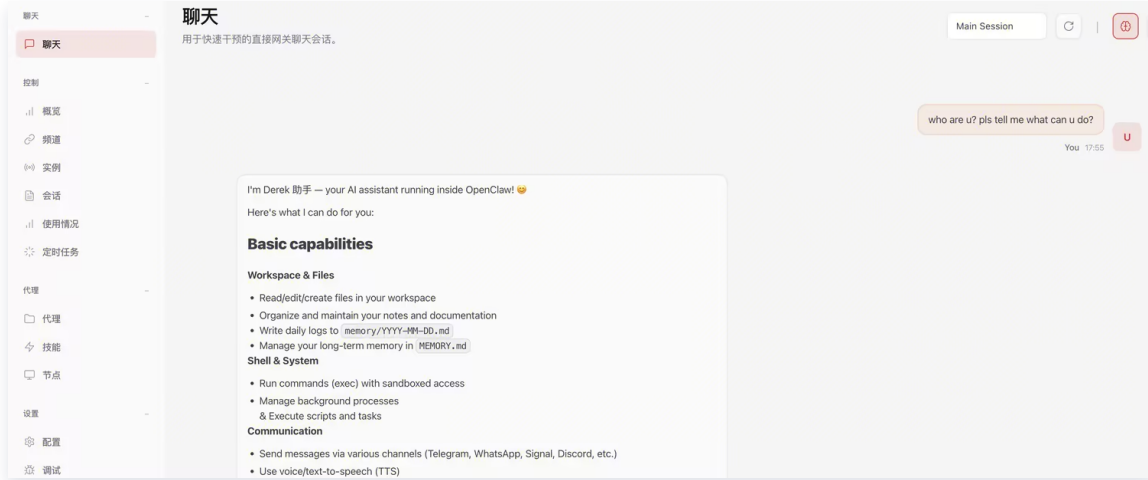 聊天
聊天
控制
概览
频道
实例
会话
使用情况
定时任务
代理
代理
技能
节点
设置
配置
调试
聊天
用于快速干预的直接网关聊天会话。
Main Session
who are u? pls tell me what can u do?
You 17:55
U
I'm Derek 助手 — your AI assistant running inside OpenClaw! 😊
Here's what I can do for you:
Basic capabilities
Workspace & Files
• Read/edit/create files in your workspace
• Organize and maintain your notes and documentation
• Write daily logs to memory/YYYY-MM-DD.md
• Manage your long-term memory in MEMORY.md
Shell & System
• Run commands (exec) with sandboxed access
• Manage background processes
& Execute scripts and tasks
Communication
• Send messages via various channels (Telegram, WhatsApp, Signal, Discord, etc.)
• Use voice/text-to-speech (TTS)